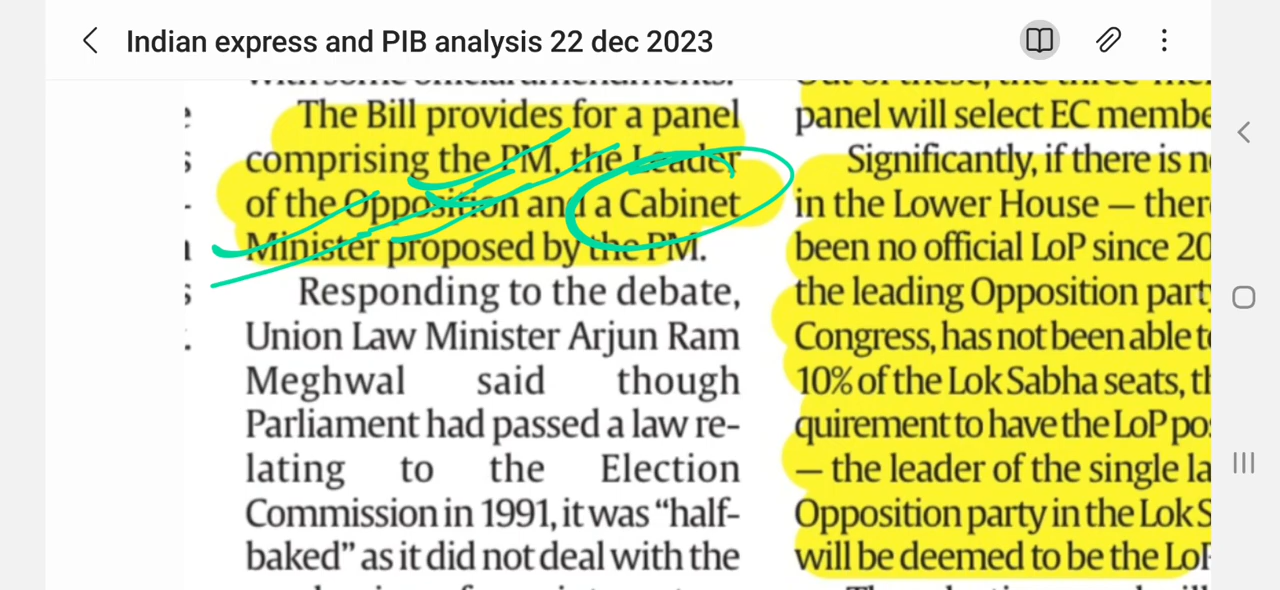 Indian express and PIB analysis 22 dec 2023
The Bill provides for a panel
comprising the PM, the Leader
of the Opposition and a Cabinet
Minister proposed by the PM.
Responding to the debate,
Union Law Minister Arjun Ram
Meghwal said though
Parliament had passed a law re-
lating to the Election
Commission in 1991, it was “half-
baked” as it did not deal with the
panel will select EC membe
Significantly, if there is n
in the Lower House — ther
been no official LoP since 20
the leading Opposition part
Congress, has not been able t
10% of the Lok Sabha seats, th
quirement to have the LoP po
— the leader of the single la
Opposition party in the Lok S
will be deemed to be the LoP